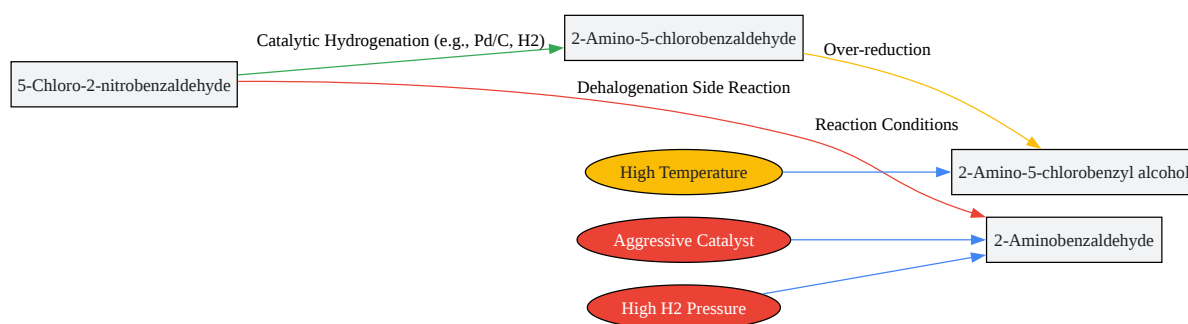 2-Amino-5-chlorobenzaldehyde
Catalytic Hydrogenation (e.g., Pd/C, H2)
Over-reduction
5-Chloro-2-nitrobenzaldehyde
Dehalogenation Side Reaction
Reaction Conditions
High Temperature
2-Amino-5-chlorobenzyl alcohol
Aggressive Catalyst
2-Aminobenzaldehyde
High H2 Pressure